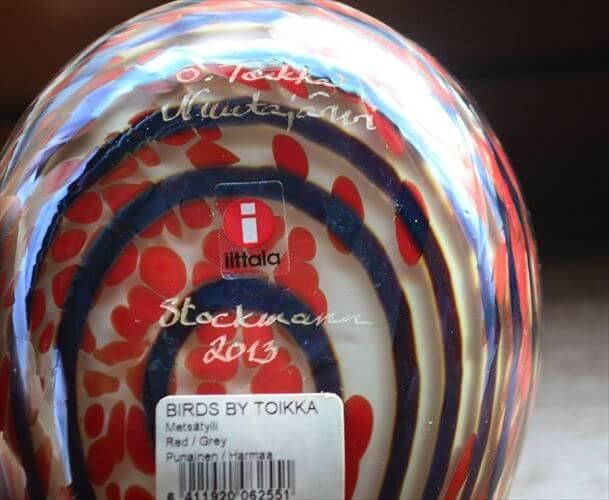 O. Toikka
Nuutajärvi
i
iittala
Stockmann
2013
BIRDS BY TOIKKA
Metsätylli
Red / Grey
Punainen / Harmaa
6 411920 062551